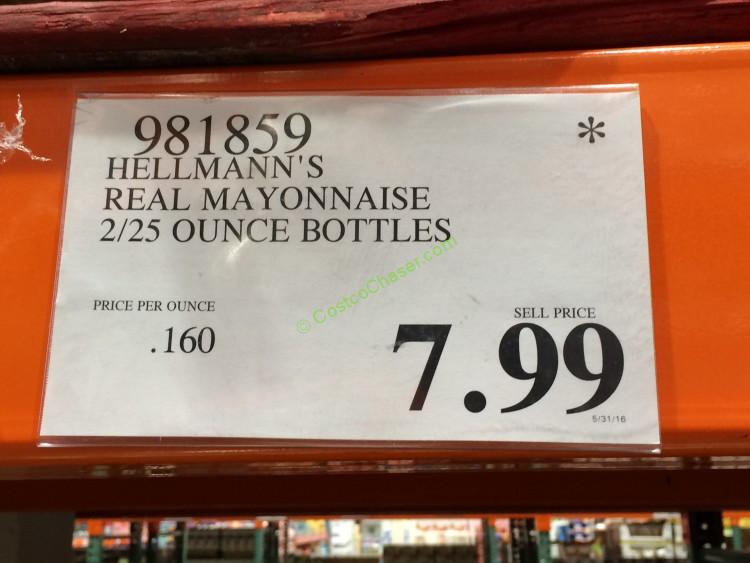 981859
*
HELLMANN'S
REAL MAYONNAISE
2/25 OUNCE BOTTLES
© CostcoChaser.com
PRICE PER OUNCE
.160
SELL PRICE
7.99
5/31/16